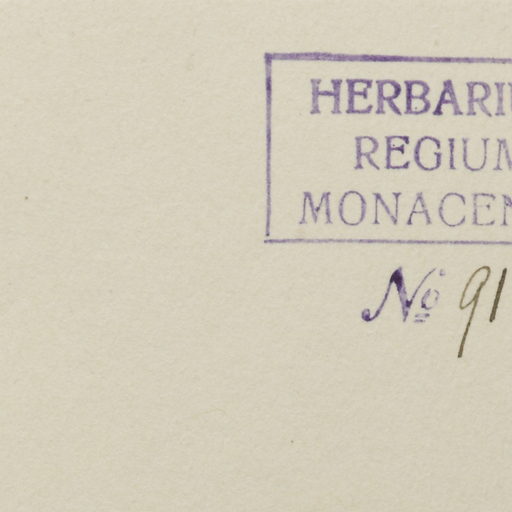 HERBARIU
REGIUM
MONACEN
No 91